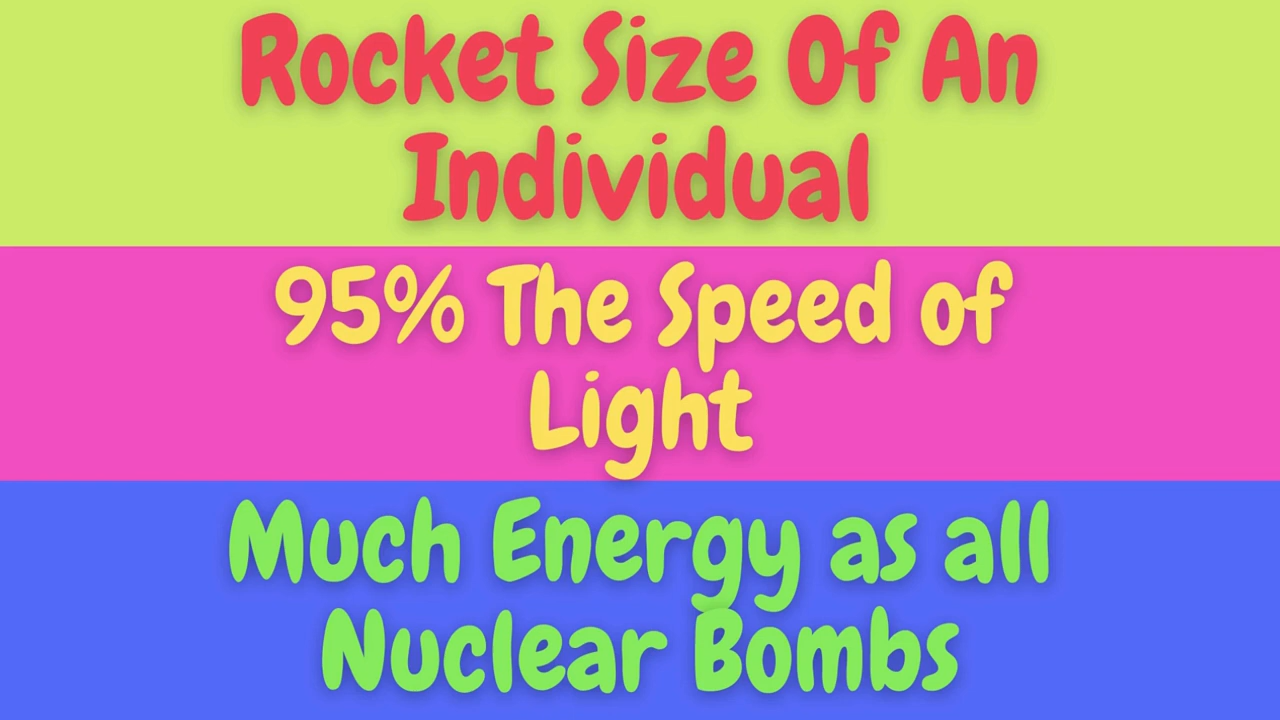 Rocket Size Of An
Individual
95% The Speed of
Light
Much Energy as all
Nuclear Bombs